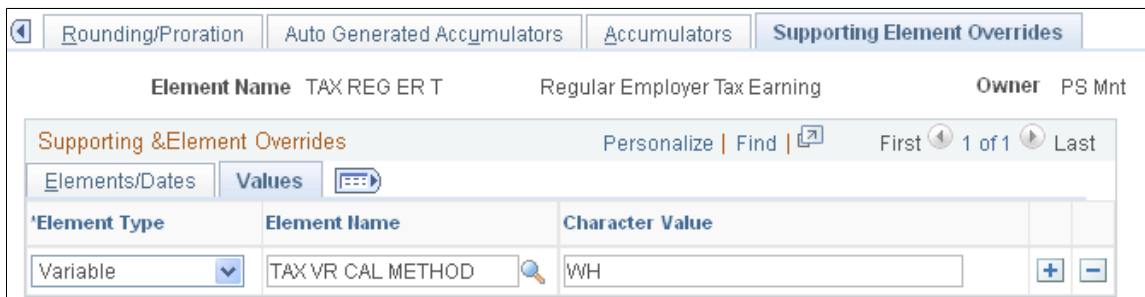 Rounding/Proration Auto Generated Accumulators Accumulators Supporting Element Overrides
Element Name TAX REG ER T Regular Employer Tax Earning Owner PS Mnt
Supporting &Element Overrides Personalize | Find | First 1 of 1 Last
Elements/Dates Values
*Element Type Element Name Character Value
Variable TAX VR CAL METHOD WH